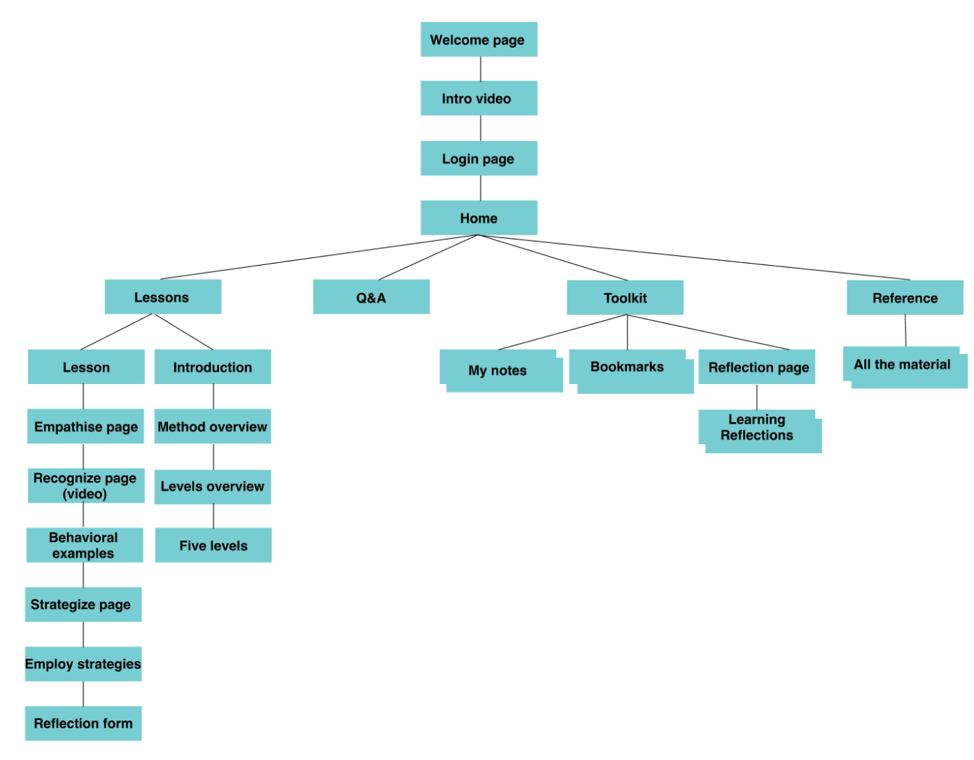 Welcome page
Intro video
Login page
Home
Lessons
Q&A
Toolkit
Reference
Lesson
Introduction
My notes
Bookmarks
Reflection page
All the material
Empathise page
Method overview
Learning
Reflections
Recognize page
(video)
Levels overview
Behavioral
examples
Five levels
Strategize page
Employ strategies
Reflection form